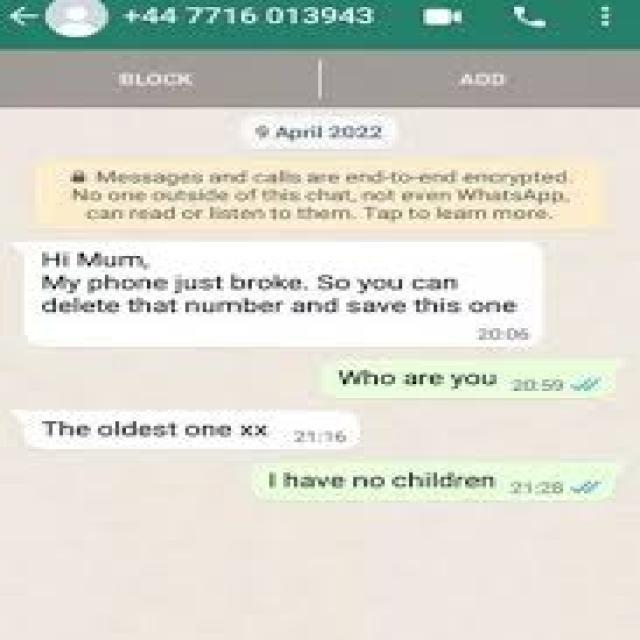 +44 7716 013943
BLOCK
ADD
9 April 2022
Messages and calls are end-to-end encrypted.
No one outside of this chat, not even WhatsApp,
can read or listen to them. Tap to learn more.
Hi Mum,
My phone just broke. So you can
delete that number and save this one
20:06
Who are you 20:59
The oldest one xx 21:16
I have no children 21:28